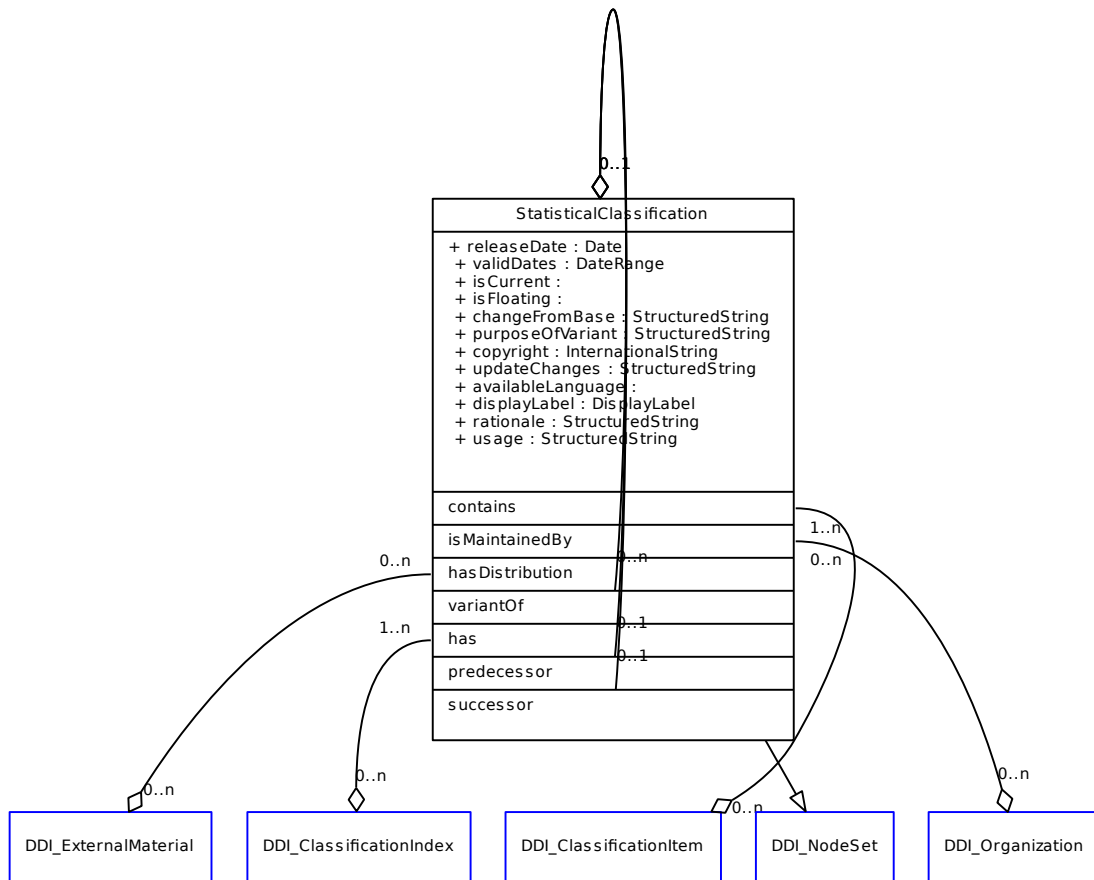 0..1
StatisticalClassification
+ releaseDate : Date
+ validDates : DateRange
+ isCurrent :
+ isFloating :
+ changeFromBase : StructuredString
+ purposeOfVariant : StructuredString
+ copyright : InternationalString
+ updateChanges : StructuredString
+ availableLanguage :
+ displayLabel : DisplayLabel
+ rationale : StructuredString
+ usage : StructuredString
contains
1..n
isMaintainedBy
0..n
0..n
0..n
hasDistribution
variantOf
0..1
1..n
has
0..1
predecessor
successor
0..n
0..n
0..n
0..n
DDI_ExternalMaterial
DDI_ClassificationIndex
DDI_ClassificationItem
DDI_NodeSet
DDI_Organization